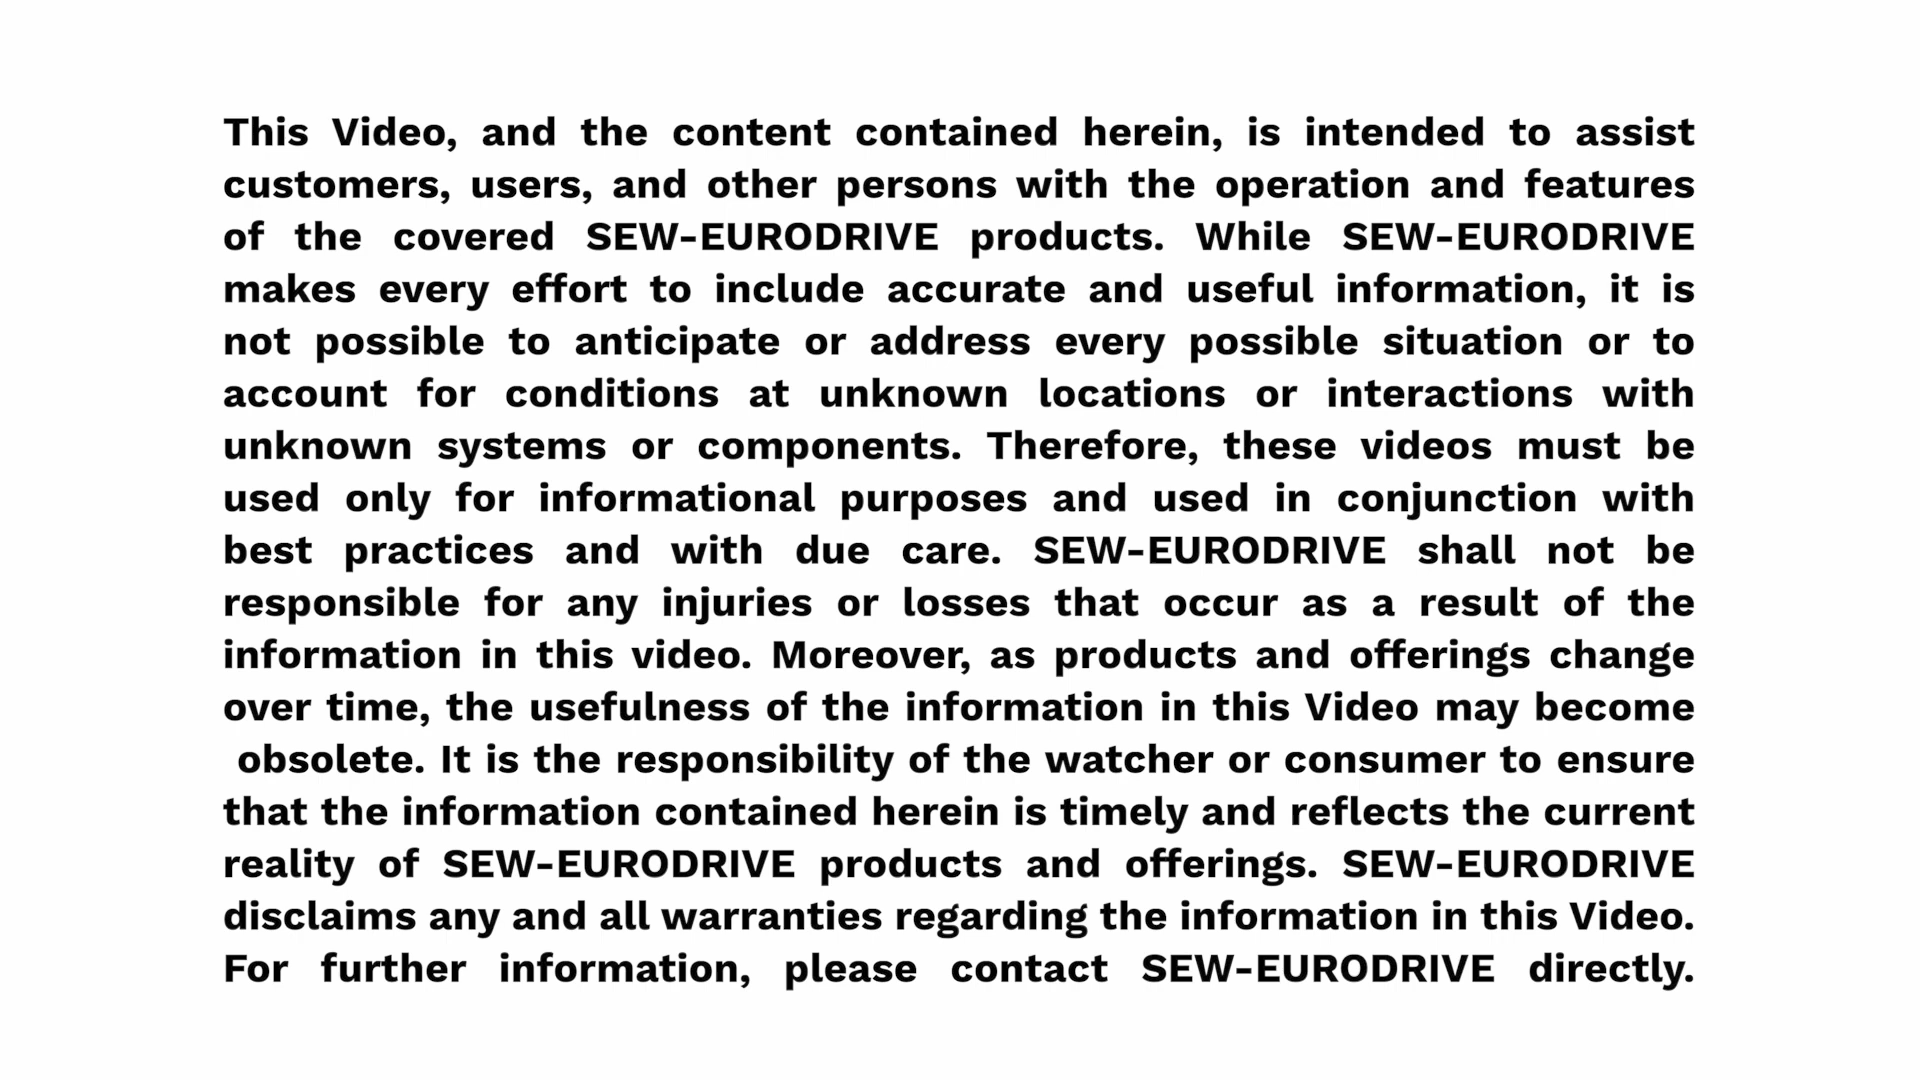 This Video, and the content contained herein, is intended to assist
customers, users, and other persons with the operation and features
of the covered SEW-EURODRIVE products. While SEW-EURODRIVE
makes every effort to include accurate and useful information, it is
not possible to anticipate or address every possible situation or to
account for conditions at unknown locations or interactions with
unknown systems or components. Therefore, these videos must be
used only for informational purposes and used in conjunction with
best practices and with due care. SEW-EURODRIVE shall not be
responsible for any injuries or losses that occur as a result of the
information in this video. Moreover, as products and offerings change
over time, the usefulness of the information in this Video may become
obsolete. It is the responsibility of the watcher or consumer to ensure
that the information contained herein is timely and reflects the current
reality of SEW-EURODRIVE products and offerings. SEW-EURODRIVE
disclaims any and all warranties regarding the information in this Video.
For further information, please contact SEW-EURODRIVE directly.